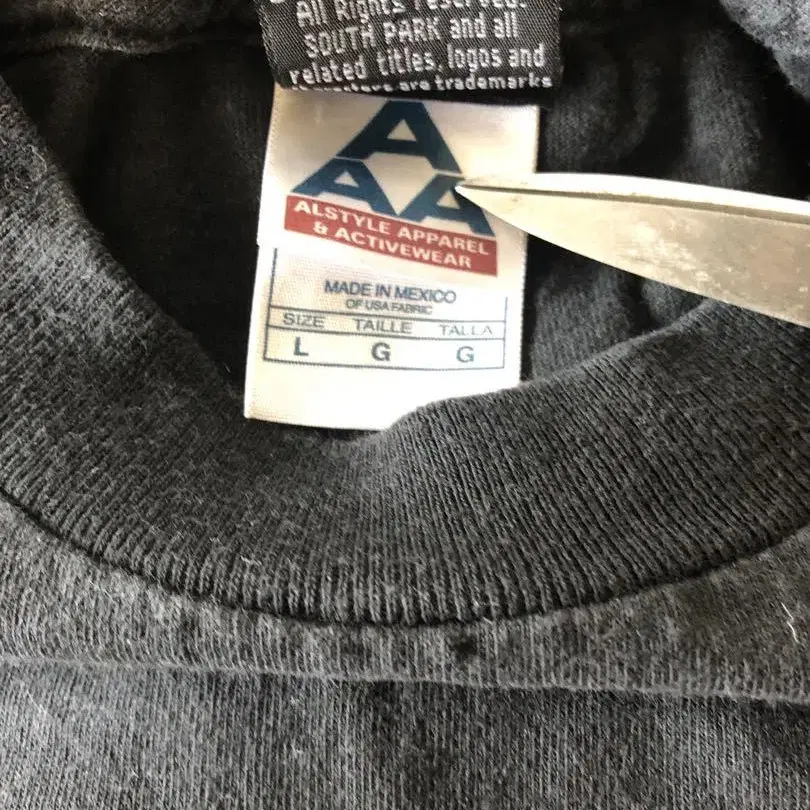 All Rights reserved.
SOUTH PARK and all
related titles, logos and
are trademarks
AAA
ALSTYLE APPAREL
& ACTIVEWEAR
MADE IN MEXICO
OF USA FABRIC
SIZE TAILLE TALLA
L G G